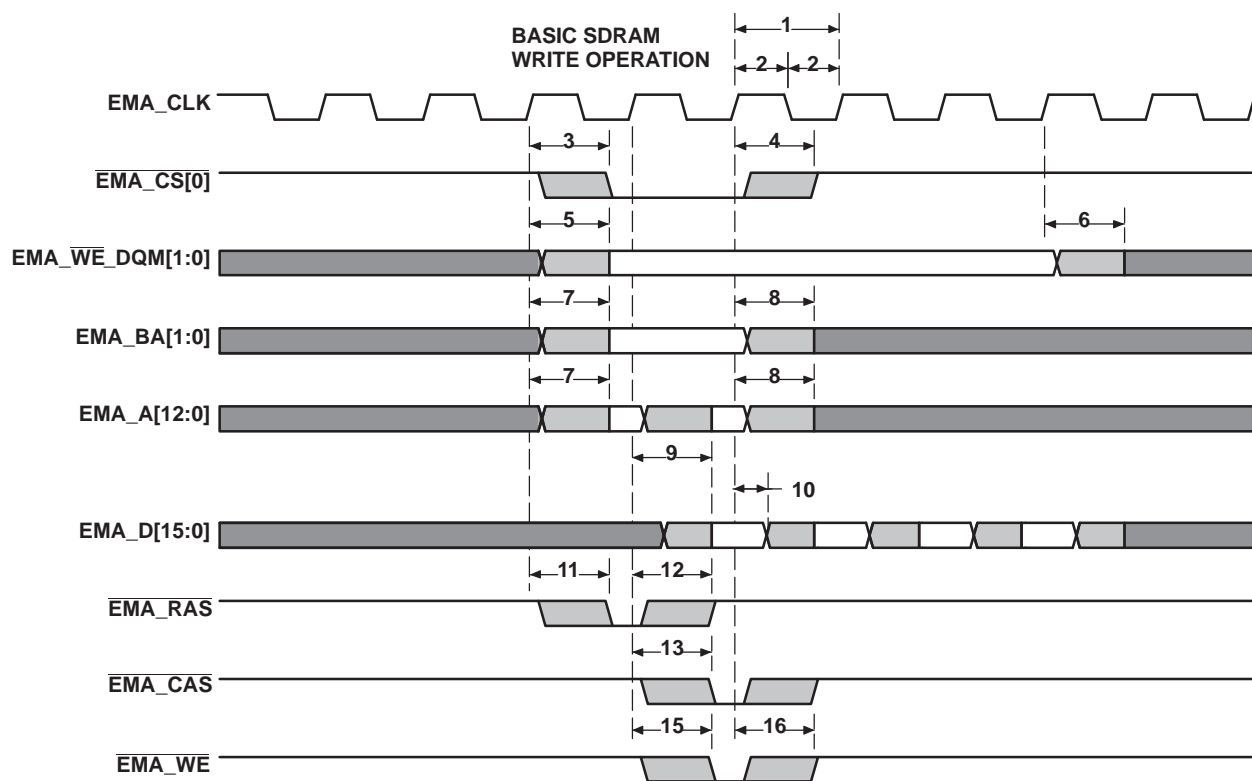 BASIC SDRAM
WRITE OPERATION
1
2 2
EMA_CLK
3 4
EMA_CS[0]
5 6
EMA_WE_DQM[1:0]
7 8
EMA_BA[1:0]
7 8
EMA_A[12:0]
9
10
EMA_D[15:0]
11 12
EMA_RAS
13
EMA_CAS
15 16
EMA_WE